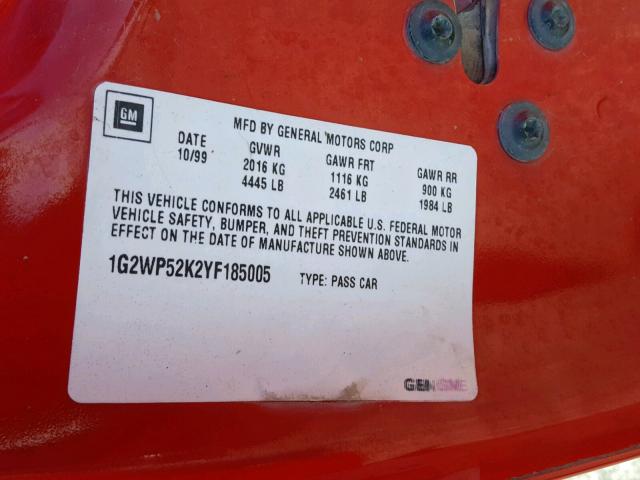 GM
MFD BY GENERAL MOTORS CORP
DATE GVWR GAWR FRT GAWR RR
10/99 2016 KG 1116 KG 900 KG
4445 LB 2461 LB 1984 LB
THIS VEHICLE CONFORMS TO ALL APPLICABLE U.S. FEDERAL MOTOR
VEHICLE SAFETY, BUMPER, AND THEFT PREVENTION STANDARDS IN
EFFECT ON THE DATE OF MANUFACTURE SHOWN ABOVE.
1G2WP52K2YF185005 TYPE: PASS CAR